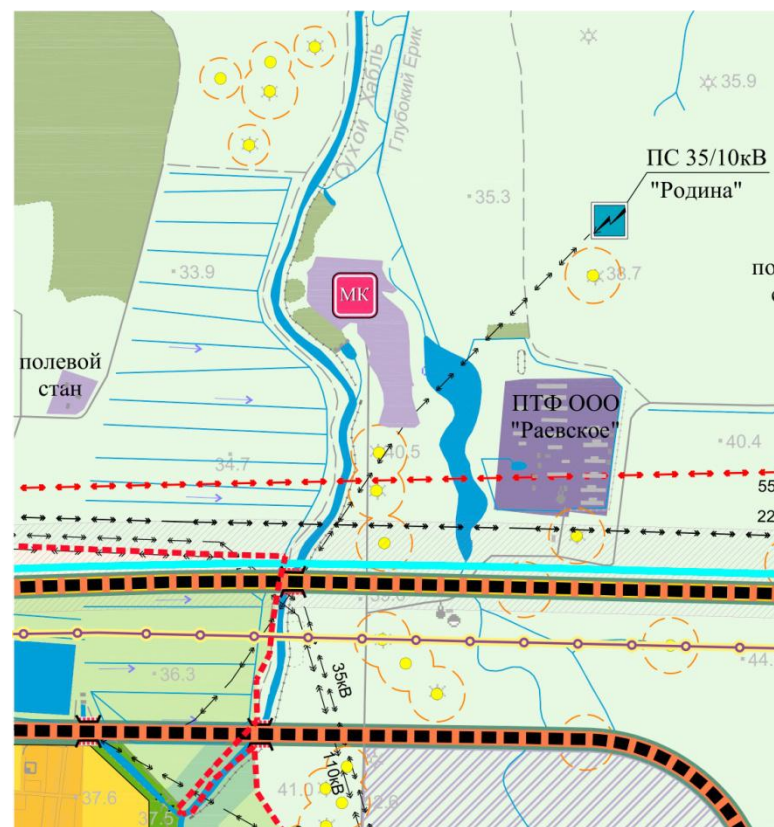 Сухой Хабль
Глубокий Ерик
35.9
ПС 35/10кВ
"Родина"
35.3
33.9
38.7
МК
по
полевой
стан
ПТФ ООО
"Раевское"
40.5
40.4
34.7
55
22
36.3
44.
35кВ
110кВ
41.0
37.6
37.5